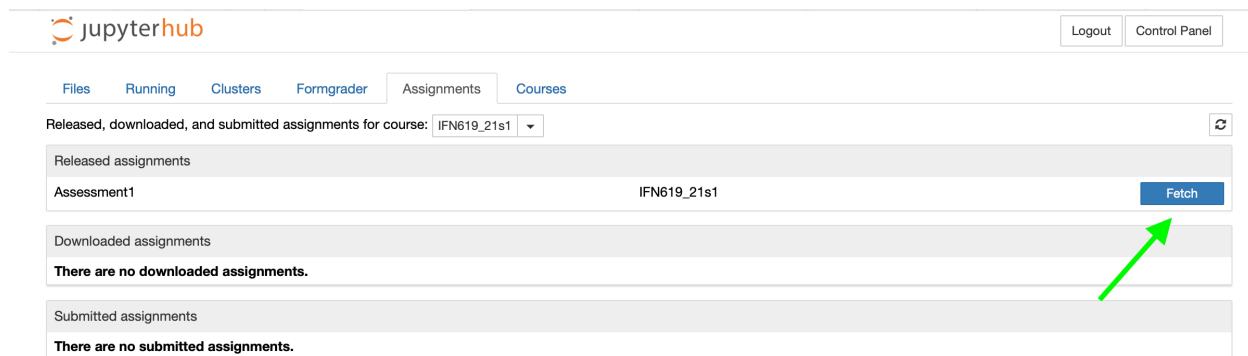 jupyterhub
Logout Control Panel
Files Running Clusters Formgrader Assignments Courses
Released, downloaded, and submitted assignments for course: IFN619_21s1
Released assignments
Assessment1 IFN619_21s1 Fetch
Downloaded assignments
There are no downloaded assignments.
Submitted assignments
There are no submitted assignments.